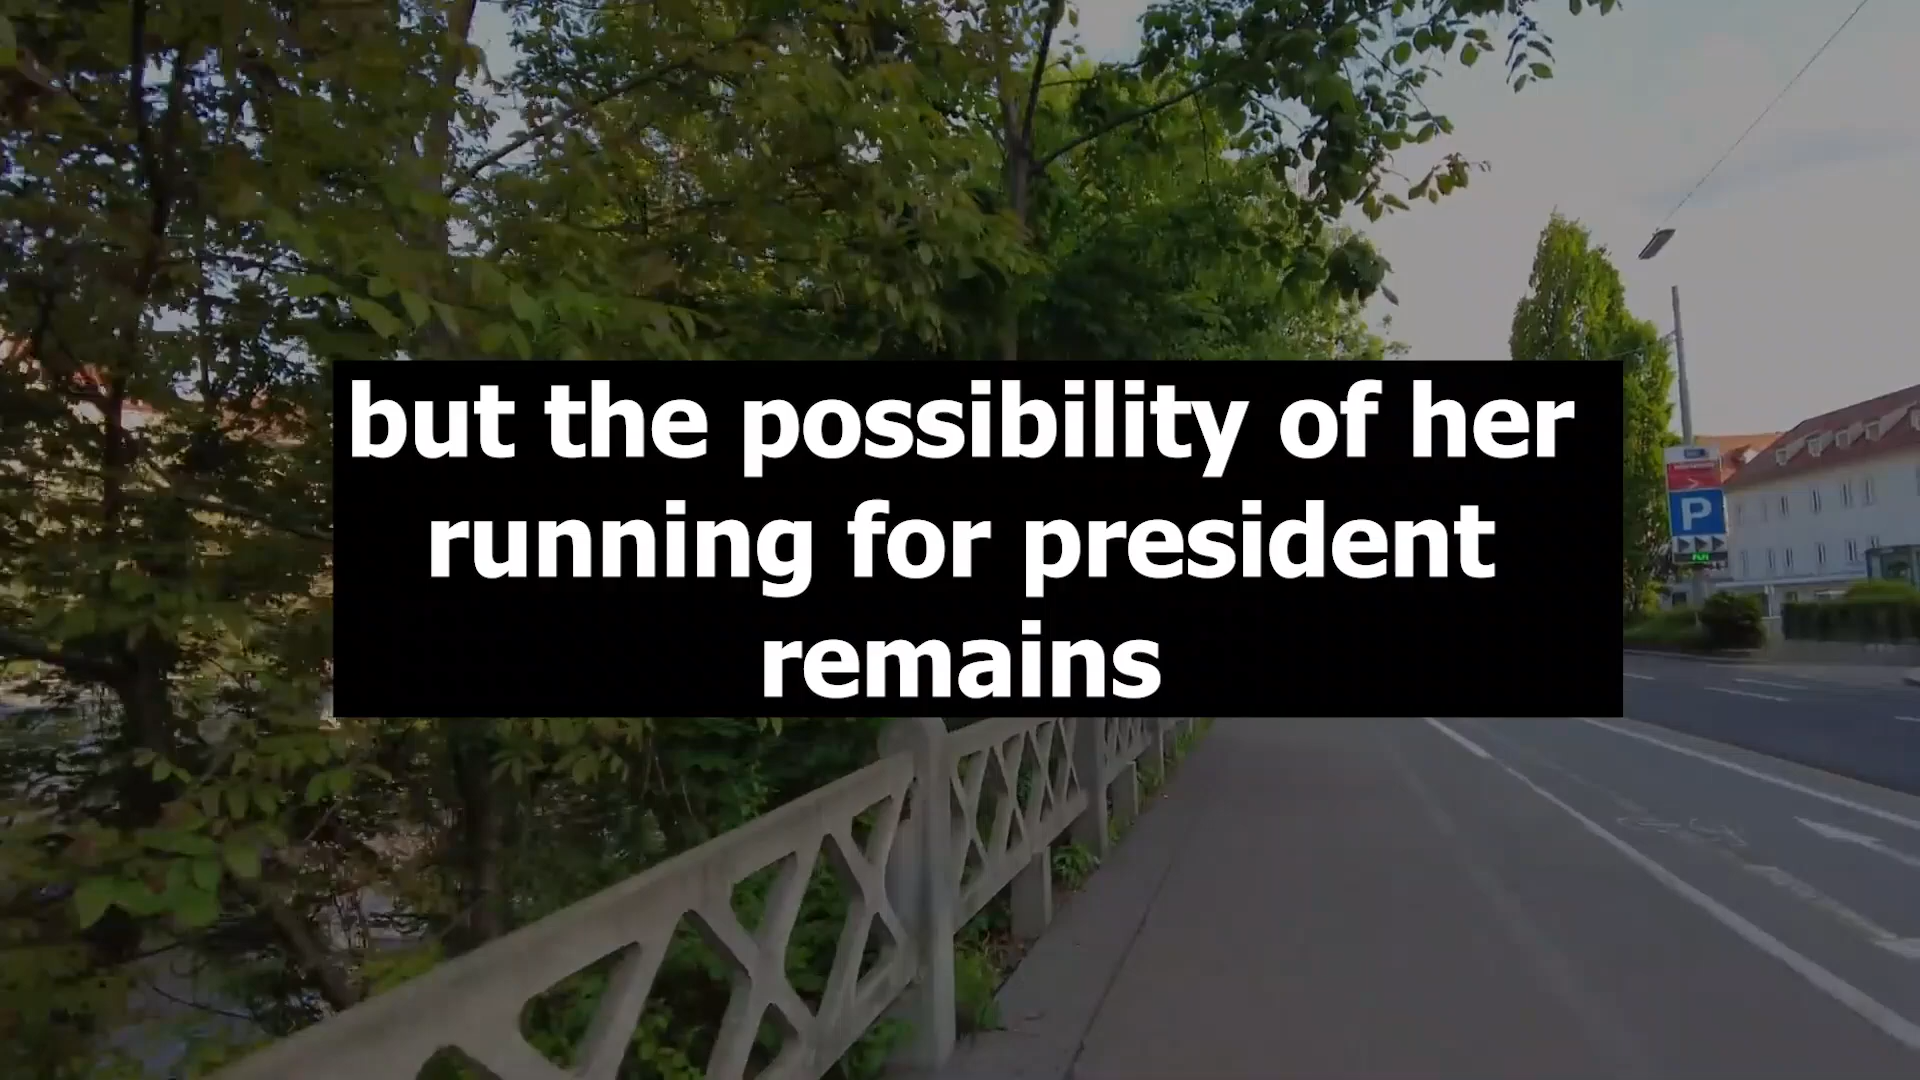 but the possibility of her
running for president
remains
P